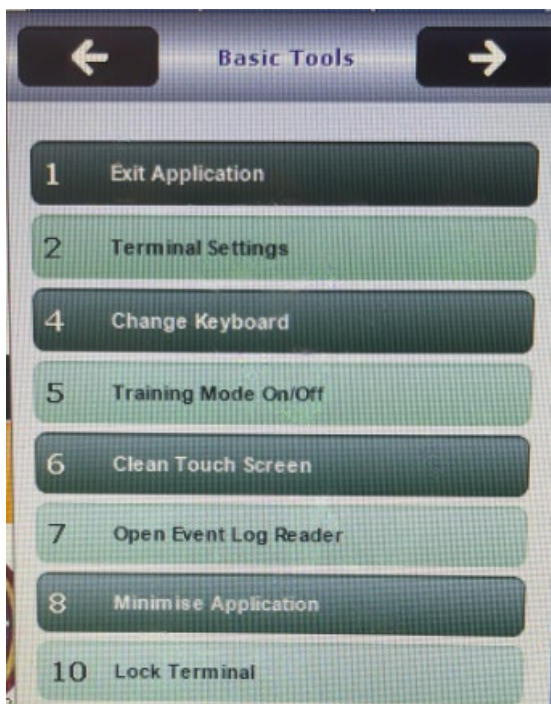 Basic Tools
1 Exit Application
2 Terminal Settings
4 Change Keyboard
5 Training Mode On/Off
6 Clean Touch Screen
7 Open Event Log Reader
8 Minimise Application
10 Lock Terminal